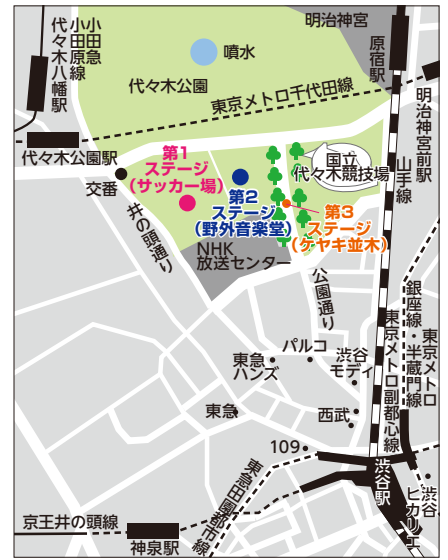 明治神宮
小田急
小田原線
代々木八幡駅
噴水
原宿駅
代々木公園
東京メトロ千代田線
明治神宮前駅
代々木公園駅
第1
ステージ
(サッカー場)
国立
代々木競技場
山手線
交番
第2
ステージ
(野外音楽堂)
第3
ステージ
(ケヤキ並木)
井の頭通り
NHK
放送センター
公園通り
東京メトロ
銀座線・半蔵門線
東京メトロ副都心線
パルコ
東急
ハンズ
渋谷
モディ
東急
西武
109
渋谷駅
渋谷
ヒカリエ
東急田園都市線
京王井の頭線
神泉駅